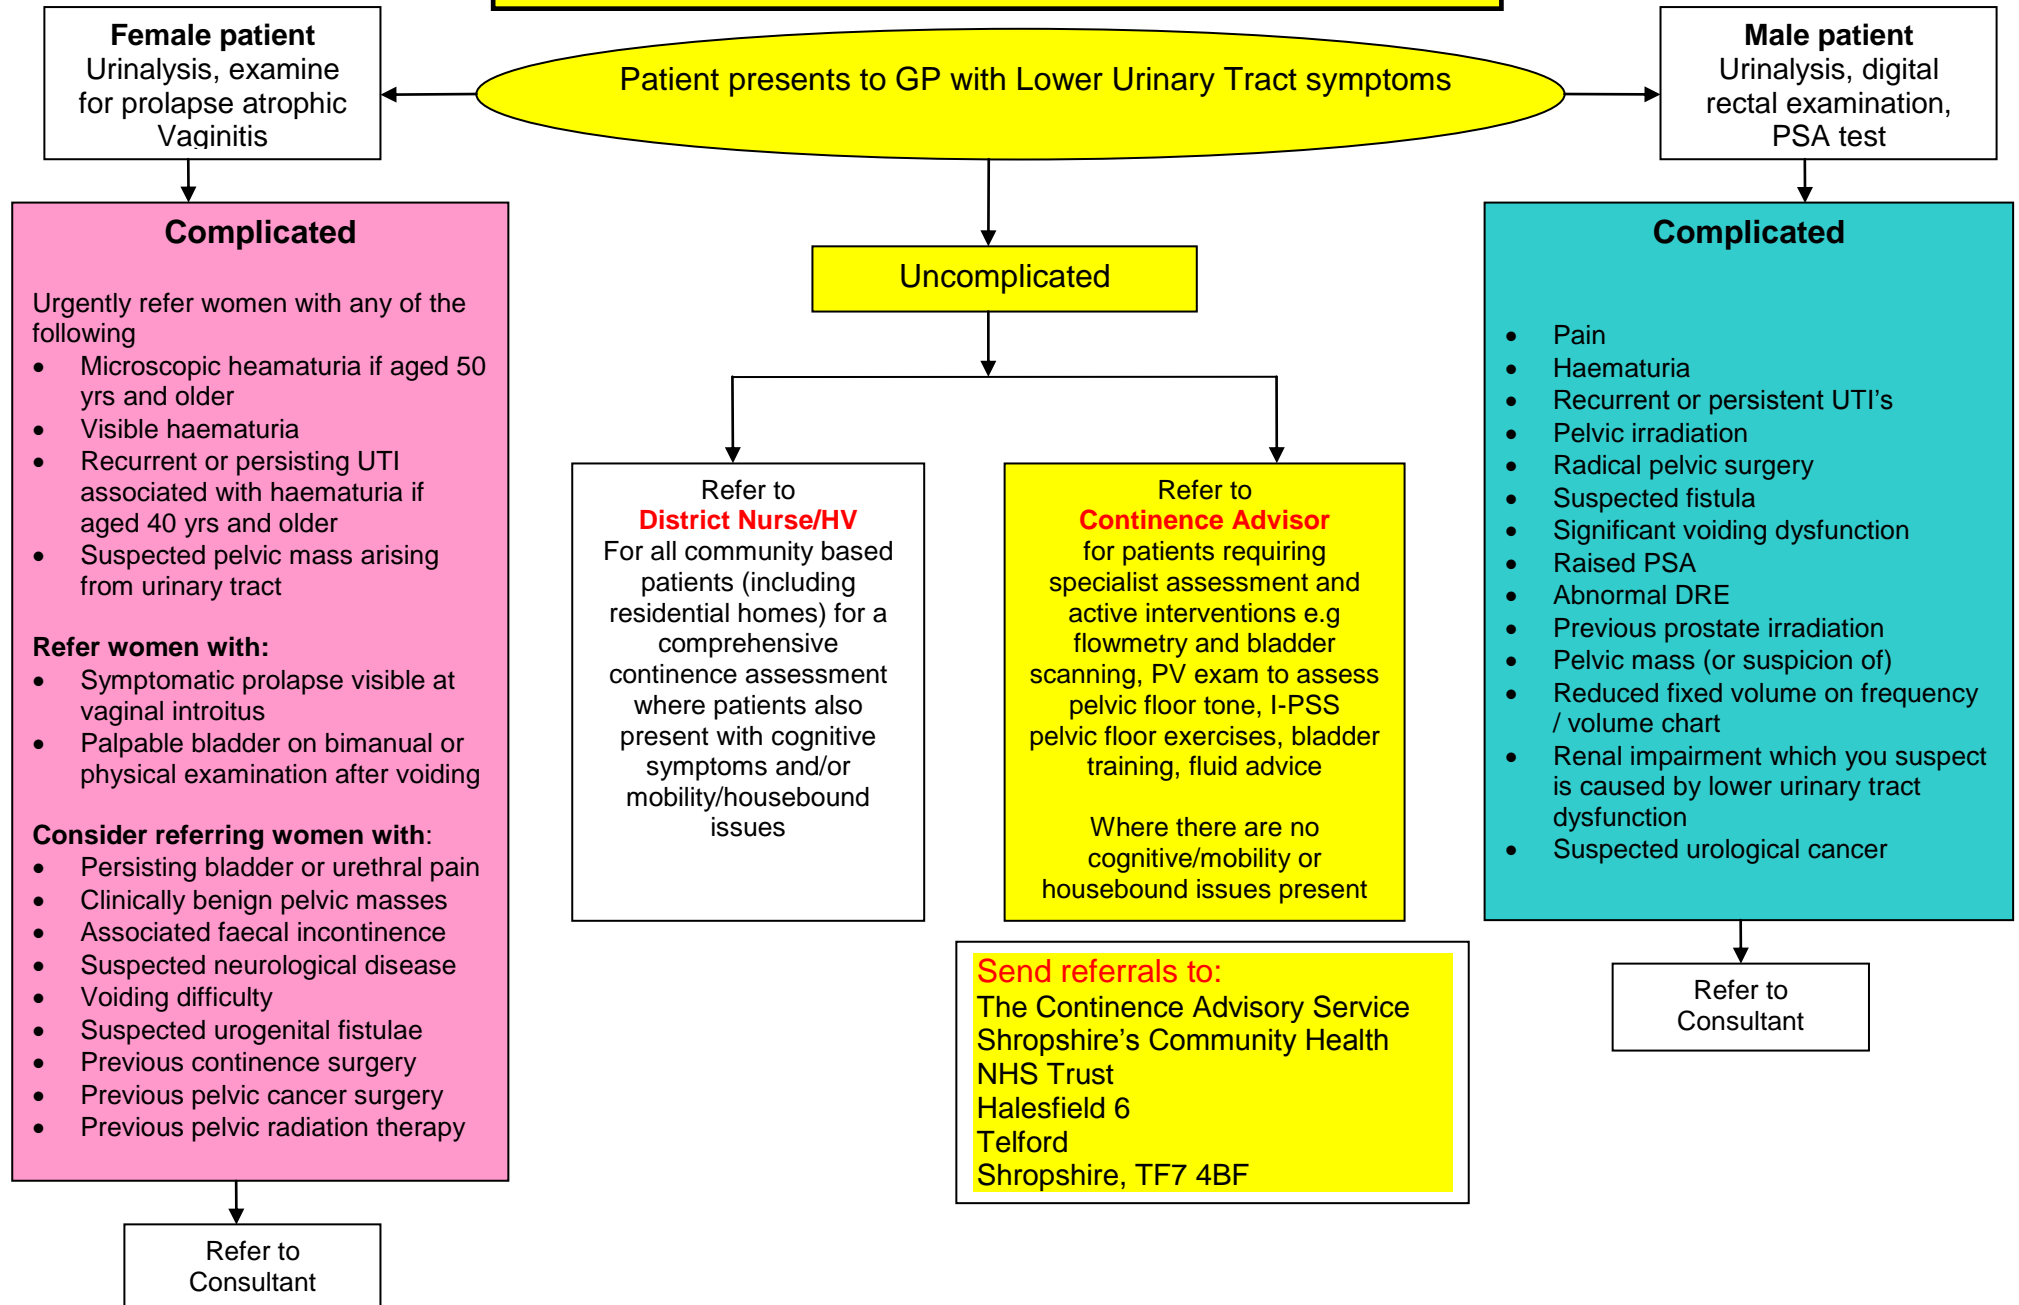 Patient presents to GP with Lower Urinary Tract symptoms
Female patient
Urinalysis, examine
for prolapse atrophic
Vaginitis
Male patient
Urinalysis, digital
rectal examination,
PSA test
Complicated
Urgently refer women with any of the
following
• Microscopic heamaturia if aged 50
yrs and older
• Visible haematuria
• Recurrent or persisting UTI
associated with haematuria if
aged 40 yrs and older
• Suspected pelvic mass arising
from urinary tract
Refer women with:
• Symptomatic prolapse visible at
vaginal introitus
• Palpable bladder on bimanual or
physical examination after voiding
Consider referring women with:
• Persisting bladder or urethral pain
• Clinically benign pelvic masses
• Associated faecal incontinence
• Suspected neurological disease
• Voiding difficulty
• Suspected urogenital fistulae
• Previous continence surgery
• Previous pelvic cancer surgery
• Previous pelvic radiation therapy
Refer to
Consultant
Uncomplicated
Refer to
District Nurse/HV
For all community based
patients (including
residential homes) for a
comprehensive
continence assessment
where patients also
present with cognitive
symptoms and/or
mobility/housebound
issues
Refer to
Continence Advisor
for patients requiring
specialist assessment and
active interventions e.g
flowmetry and bladder
scanning, PV exam to assess
pelvic floor tone, I-PSS
pelvic floor exercises, bladder
training, fluid advice
Where there are no
cognitive/mobility or
housebound issues present
Send referrals to:
The Continence Advisory Service
Shropshire’s Community Health
NHS Trust
Halesfield 6
Telford
Shropshire, TF7 4BF
Complicated
• Pain
• Haematuria
• Recurrent or persistent UTI’s
• Pelvic irradiation
• Radical pelvic surgery
• Suspected fistula
• Significant voiding dysfunction
• Raised PSA
• Abnormal DRE
• Previous prostate irradiation
• Pelvic mass (or suspicion of)
• Reduced fixed volume on frequency
/ volume chart
• Renal impairment which you suspect
is caused by lower urinary tract
dysfunction
• Suspected urological cancer
Refer to
Consultant